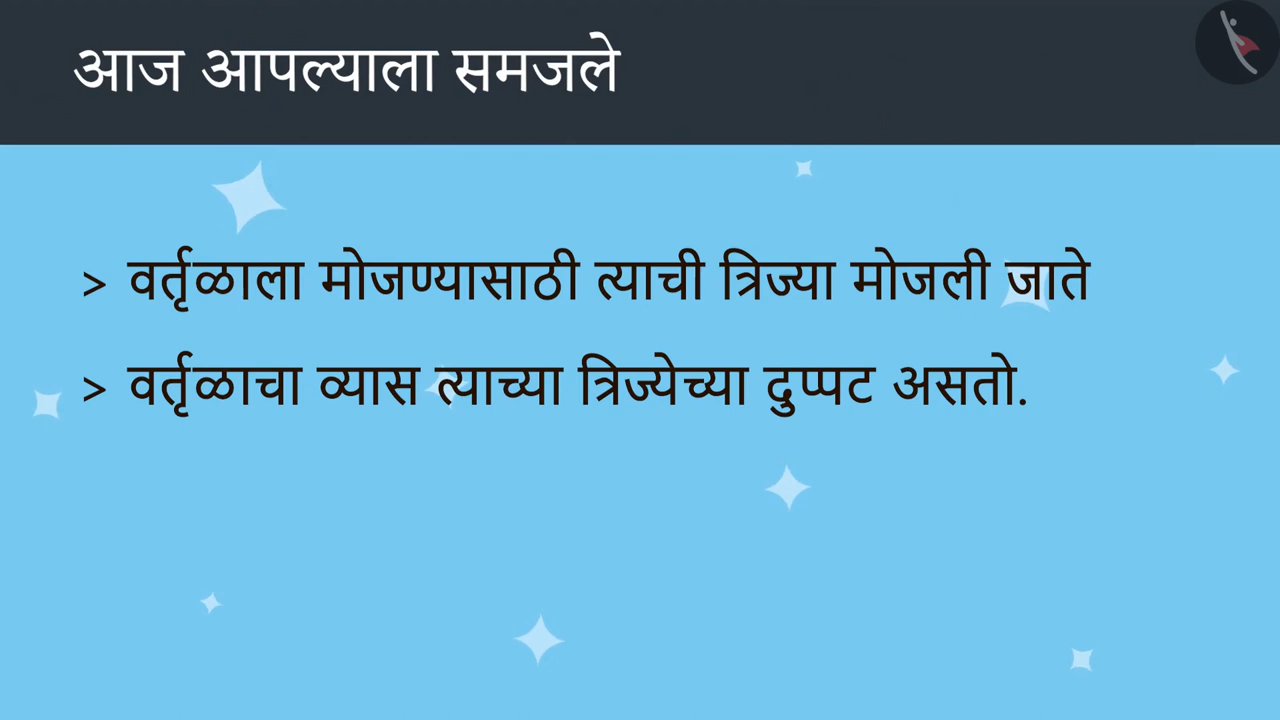 आज आपल्याला समजले
> वर्तृळाला मोजण्यासाठी त्याची त्रिज्या मोजली जाते
> वर्तृळाचा व्यास त्याच्या त्रिज्येच्या दुप्पट असतो.